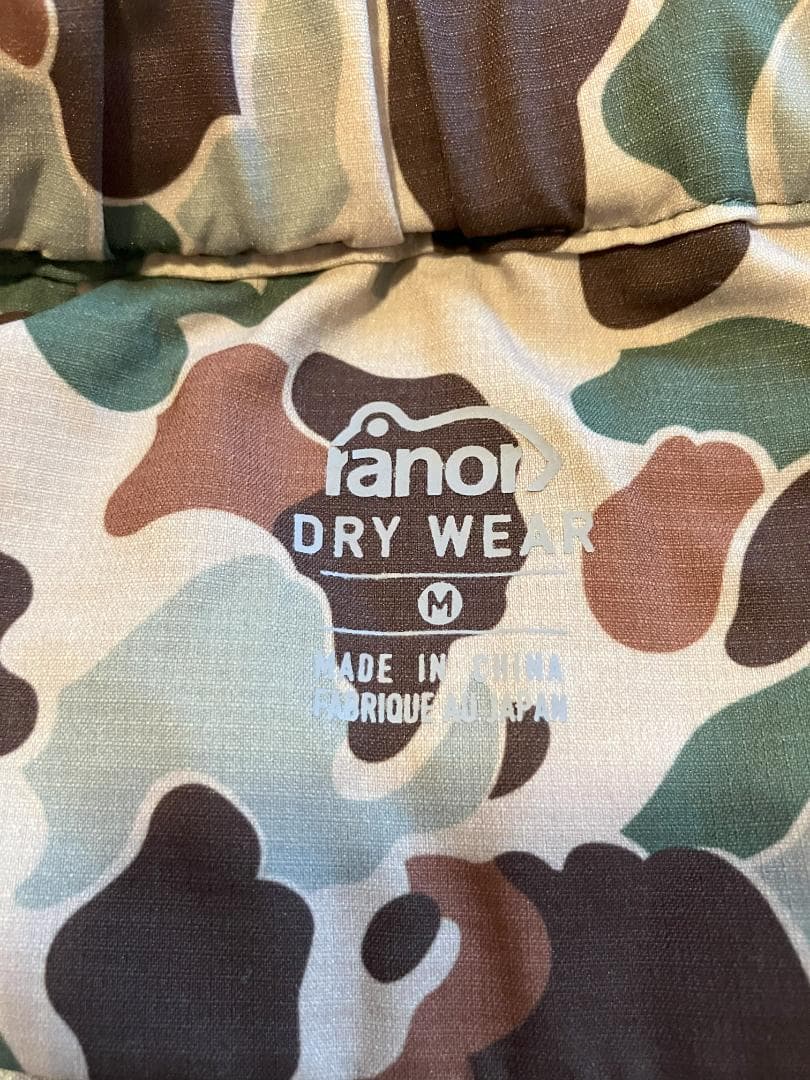 ranor
DRY WEAR
M
MADE IN CHINA
FABRIQUE AU JAPAN